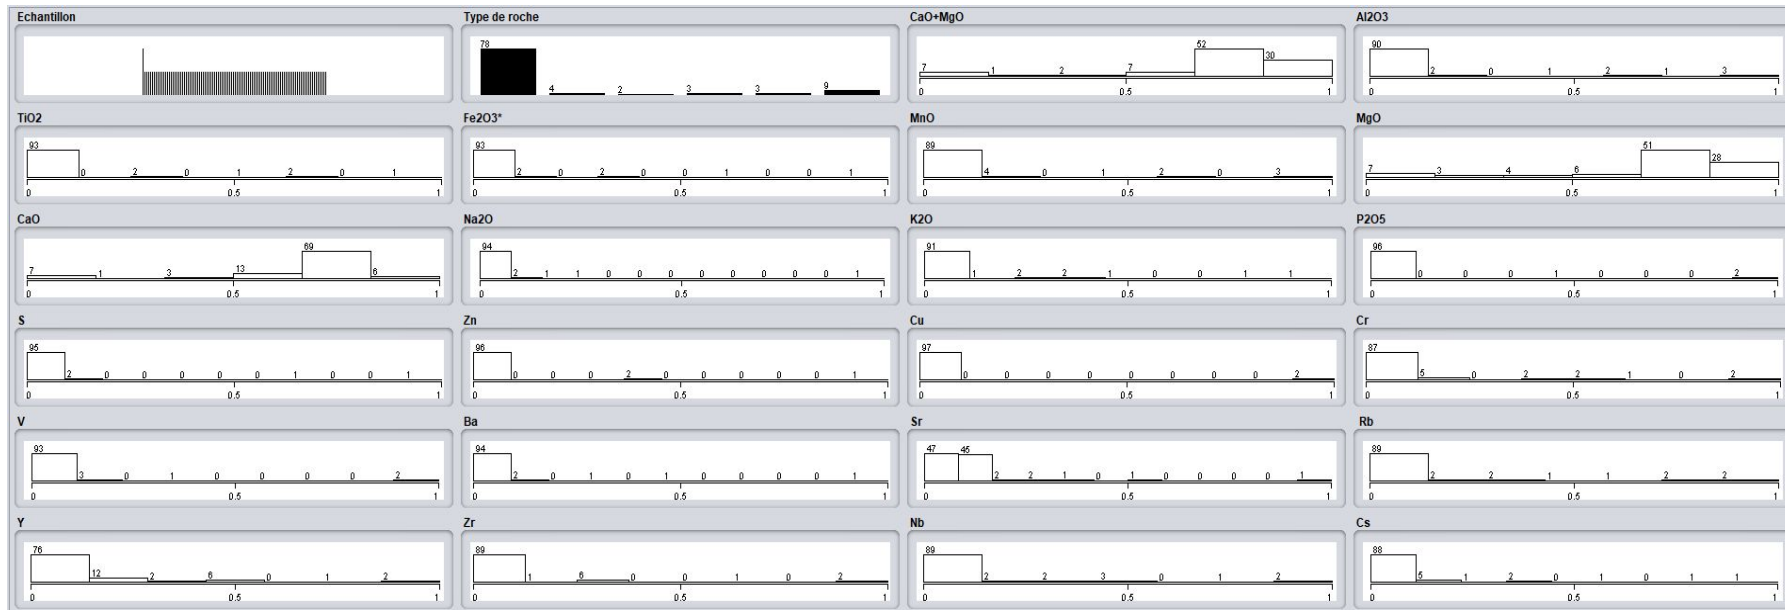 Echantillon Type de roche CaO+MgO Al2O3
78 4 2 3 3 9
7 1 2 7 52 30
0 0.5 1
90 2 0 1 2 1 3
0 0.5 1
TiO2 Fe2O3* MnO MgO
93 0 2 0 1 2 0 1
0 0.5 1
93 2 0 2 0 0 1 0 0 1
0 0.5 1
89 4 0 1 2 0 3
0 0.5 1
7 3 4 6 51 28
0 0.5 1
CaO Na2O K2O P2O5
7 1 3 13 69 6
0 0.5 1
94 2 1 1 0 0 0 0 0 0 0 0 1
0 0.5 1
91 1 2 2 1 0 0 1 1
0 0.5 1
96 0 0 0 1 0 0 0 2
0 0.5 1
S Zn Cu Cr
95 2 0 0 0 0 0 1 0 0 1
0 0.5 1
96 0 0 0 2 0 0 0 0 0 1
0 0.5 1
97 0 0 0 0 0 0 0 0 2
0 0.5 1
87 5 0 2 2 1 0 2
0 0.5 1
V Ba Sr Rb
93 3 0 1 0 0 0 0 2
0 0.5 1
94 2 0 1 0 1 0 0 0 0 1
0 0.5 1
47 45 2 2 1 0 1 0 0 0 0 1
0 0.5 1
89 2 2 1 1 2 2
0 0.5 1
Y Zr Nb Cs
76 12 2 6 0 1 2
0 0.5 1
89 1 6 0 0 1 0 2
0 0.5 1
89 2 2 3 0 1 2
0 0.5 1
88 5 1 2 0 1 0 1 1
0 0.5 1